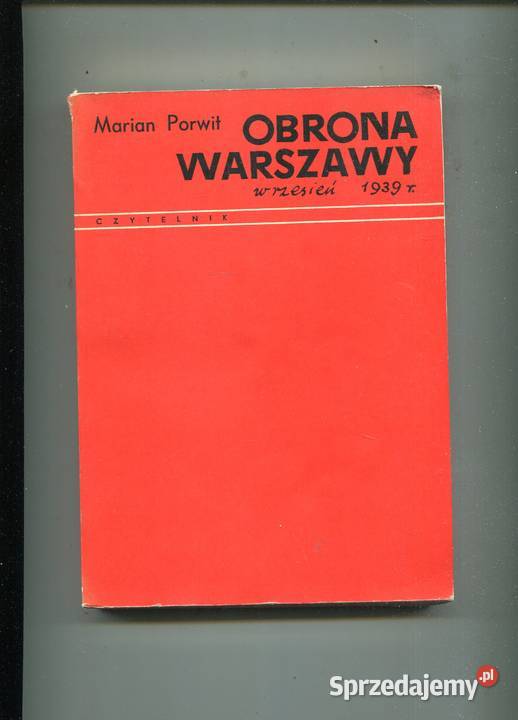 Marian Porwit OBRONA
WARSZAWY
wrzesień 1939 r.
CZYTELNIK
Sprzedajemy.pl